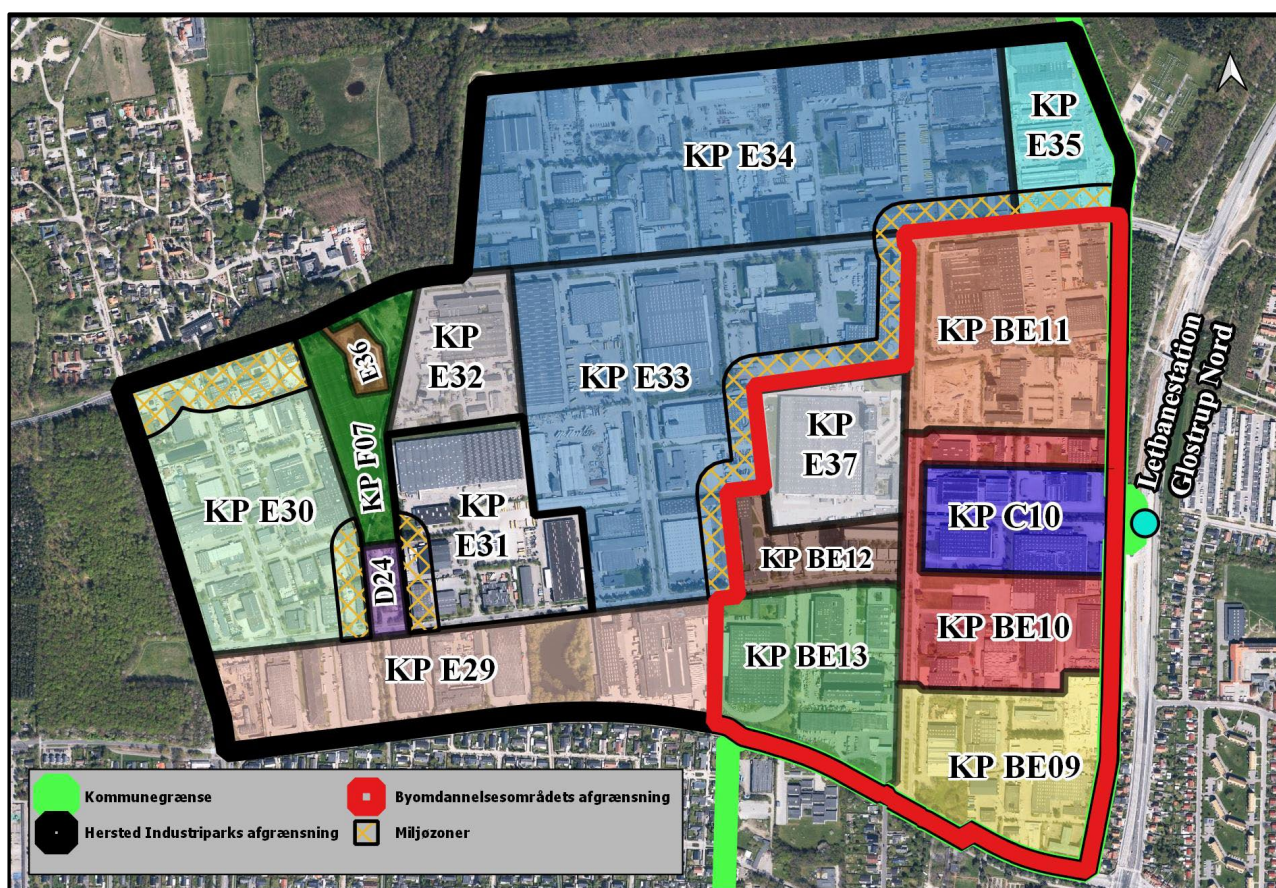 KP E34
KP
E35
KP BE11
Letbanestation
Glostrup Nord
KP
E32
E36
KP E33
KP F07
KP
E37
KP E30
KP
E31
KP C10
D24
KP BE12
KP BE10
KP BE13
KP E29
KP BE09
Kommunegrænse
Byomdannelsesområdets afgrænsning
Hersted Industriparks afgrænsning
Miljøzoner